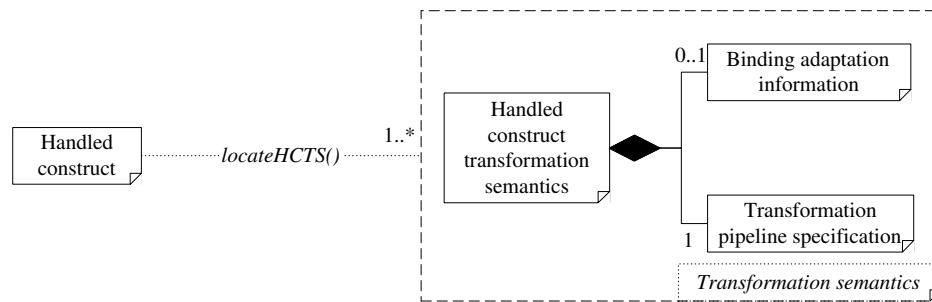 Handled
construct
locateHCTS()
1..*
Handled
construct
transformation
semantics
0..1
Binding adaptation
information
1
Transformation
pipeline specification
Transformation semantics